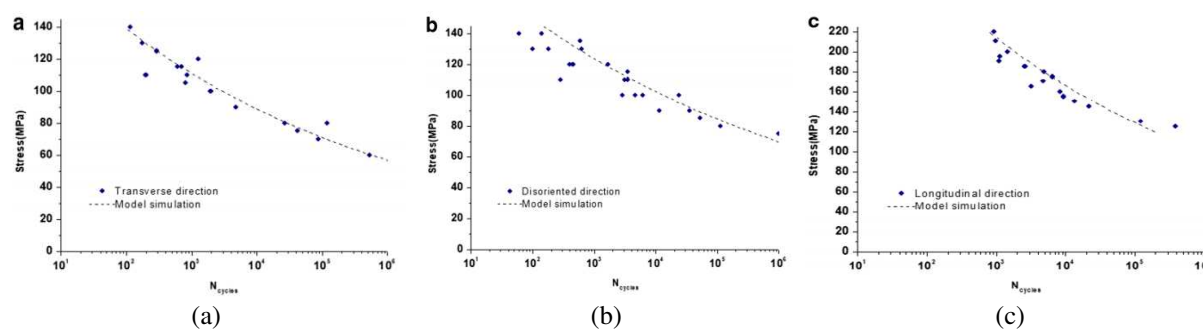 a
140
120
100
80
60
40
20
0
Stress(MPa)
Transverse direction
Model simulation
10¹ 10² 10³ 10⁴ 10⁵ 10⁶
N cycles
(a)
b
140
120
100
80
60
40
20
0
Stress(MPa)
Disoriented direction
Model simulation
10¹ 10² 10³ 10⁴ 10⁵ 10⁶
N cycles
(b)
c
220
200
180
160
140
120
100
80
60
40
20
0
Stress(MPa)
Longitudinal direction
Model simulation
10¹ 10² 10³ 10⁴ 10⁵ 10⁶
N cycles
(c)